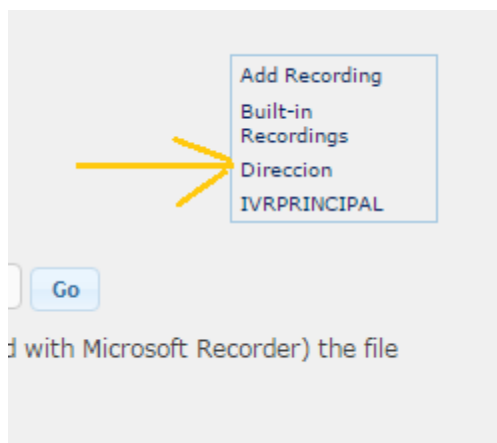 Add Recording
Built-in
Recordings
Direccion
IVRPRINCIPAL
Go
with Microsoft Recorder) the file